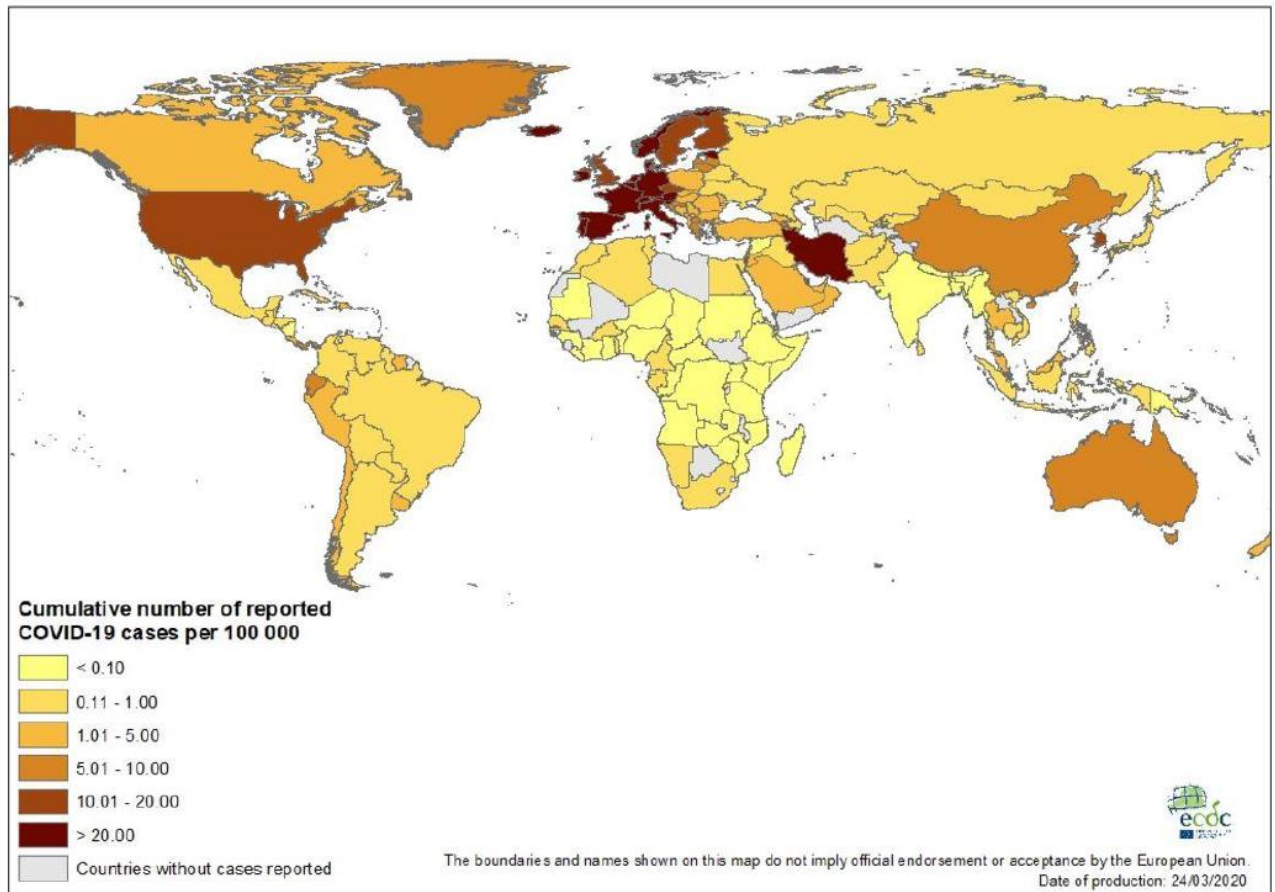 Cumulative number of reported
COVID-19 cases per 100 000
< 0.10
0.11 - 1.00
1.01 - 5.00
5.01 - 10.00
10.01 - 20.00
> 20.00
Countries without cases reported
ecdc
The boundaries and names shown on this map do not imply official endorsement or acceptance by the European Union.
Date of production: 24/03/2020